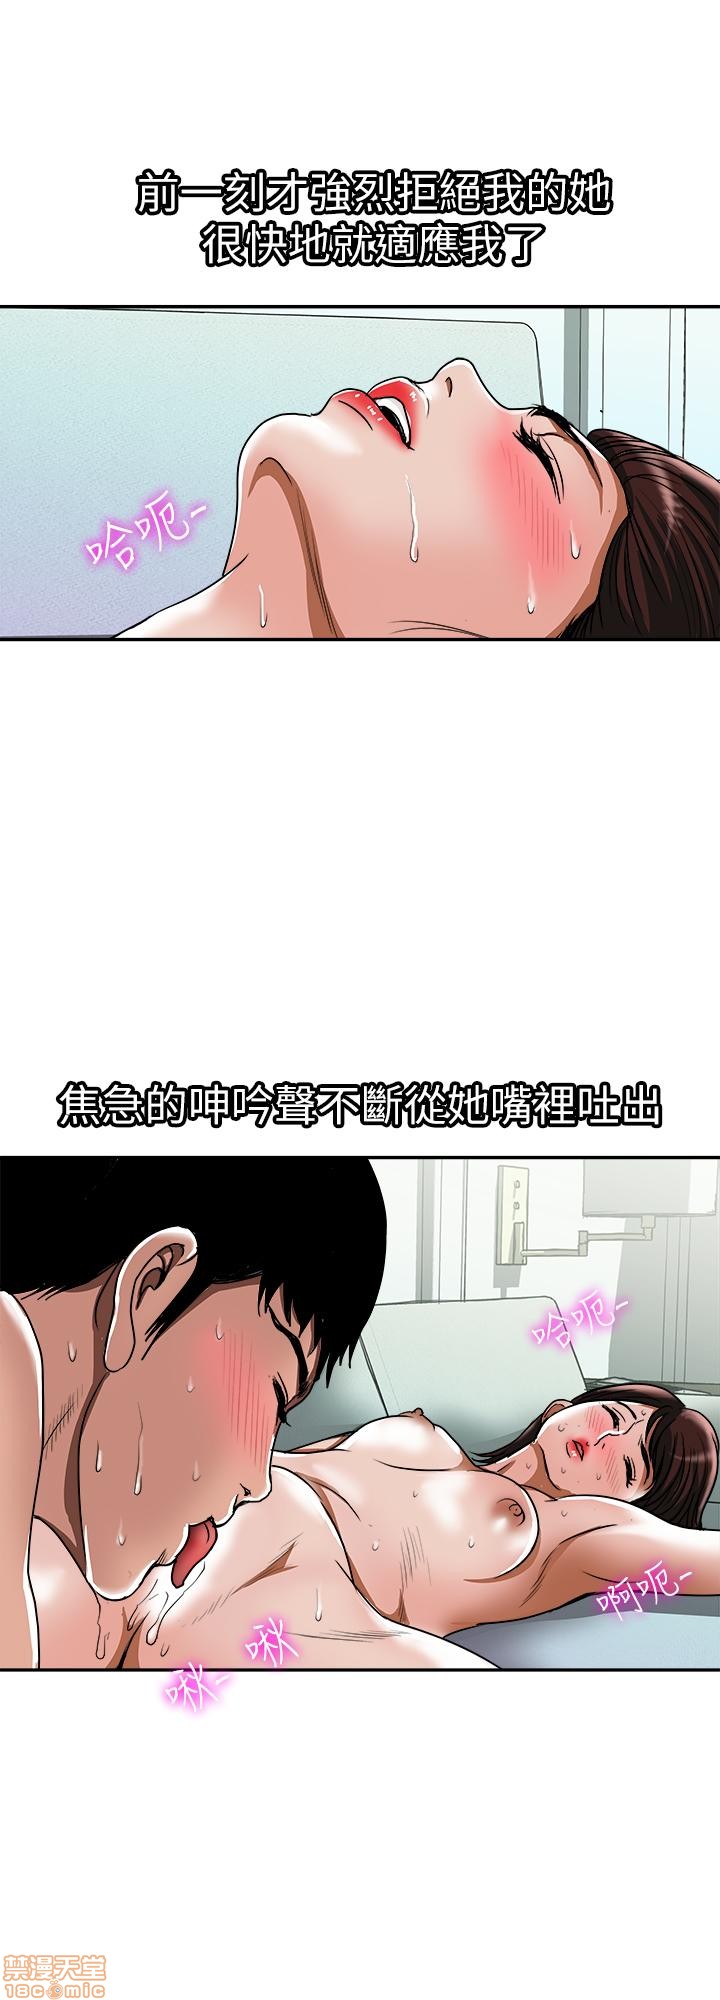 前一刻才強烈拒絕我的她
很快地就適應我了
哈呃~
焦急的呻吟聲不斷從她嘴裡吐出
哈呃~
啊呃~
啾
啾~
禁漫天堂
18comic